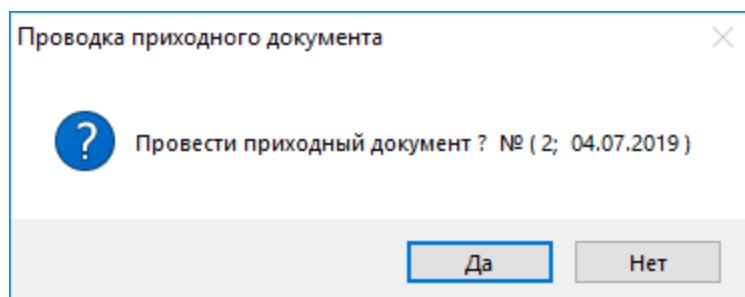 Проводка приходного документа
Провести приходный документ ? № ( 2; 04.07.2019 )
Да Нет